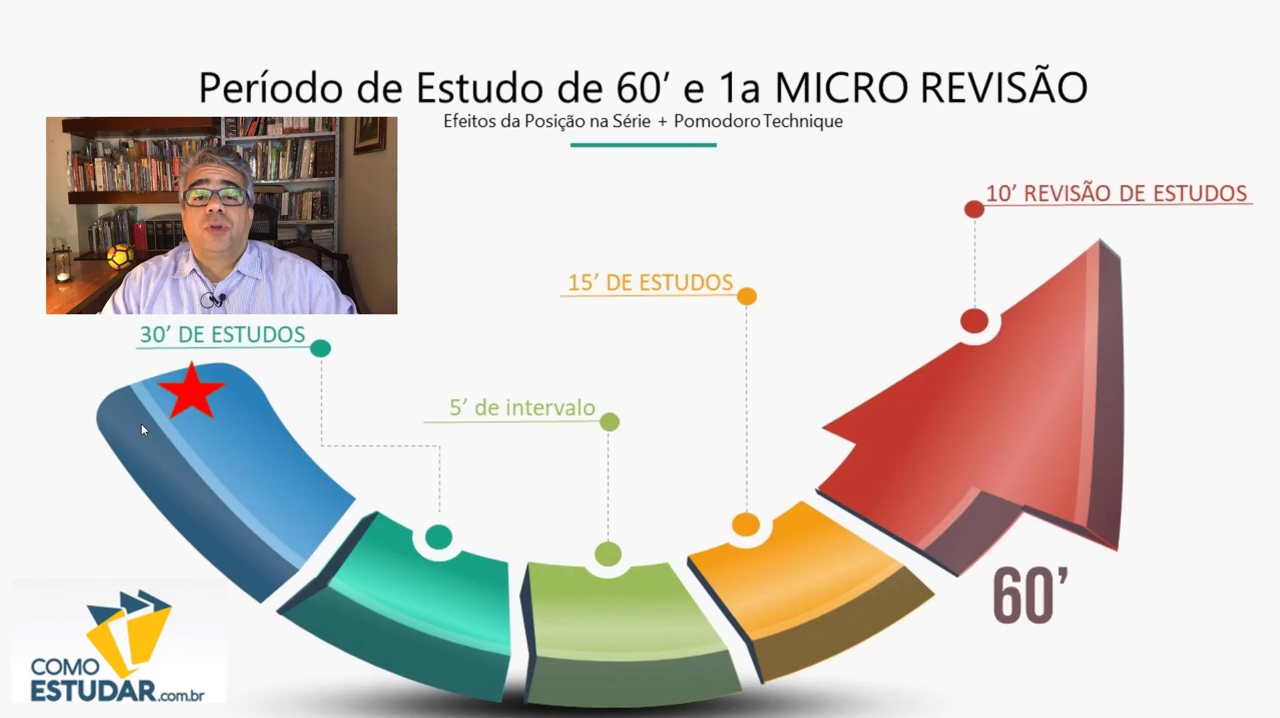 Período de Estudo de 60’ e 1a MICRO REVISÃO
Efeitos da Posição na Série + Pomodoro Technique
10’ REVISÃO DE ESTUDOS
15’ DE ESTUDOS
30’ DE ESTUDOS
5’ de intervalo
60’
COMO
ESTUDAR.com.br